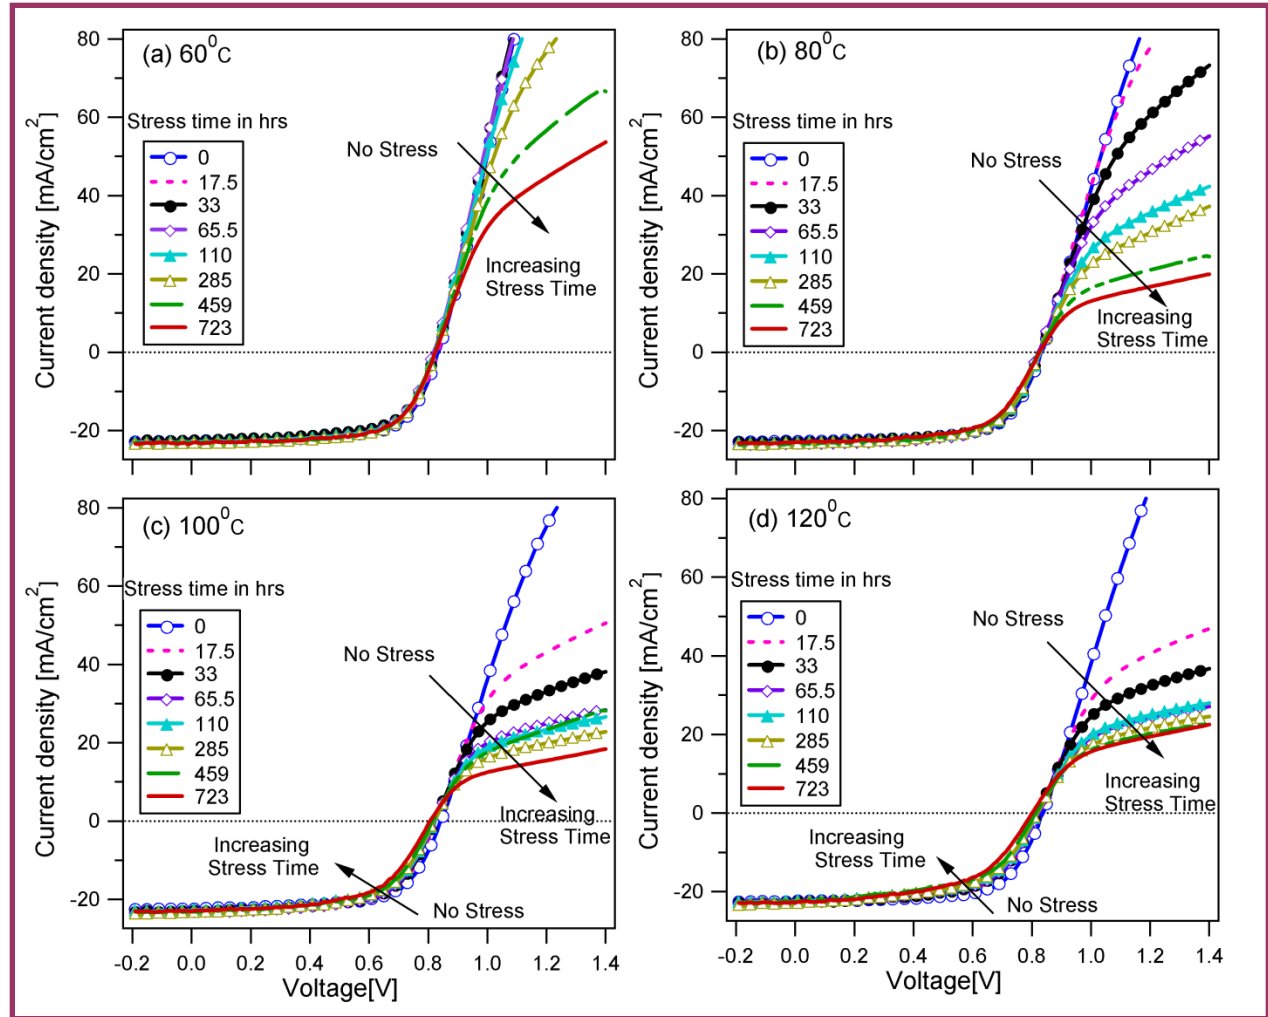 (a) 60⁰C
Current density [mA/cm²]
80
60
40
20
0
-20
Stress time in hrs
0
17.5
33
65.5
110
285
459
723
No Stress
Increasing
Stress Time
(b) 80⁰C
Current density [mA/cm²]
80
60
40
20
0
-20
Stress time in hrs
0
17.5
33
65.5
110
285
459
723
No Stress
Increasing
Stress Time
(c) 100⁰C
Current density [mA/cm²]
80
60
40
20
0
-20
Stress time in hrs
0
17.5
33
65.5
110
285
459
723
No Stress
Increasing
Stress Time
Increasing
Stress Time
No Stress
-0.2 0.0 0.2 0.4 0.6 0.8 1.0 1.2 1.4
Voltage[V]
(d) 120⁰C
Current density [mA/cm²]
80
60
40
20
0
-20
Stress time in hrs
0
17.5
33
65.5
110
285
459
723
No Stress
Increasing
Stress Time
Increasing
Stress Time
No Stress
-0.2 0.0 0.2 0.4 0.6 0.8 1.0 1.2 1.4
Voltage[V]